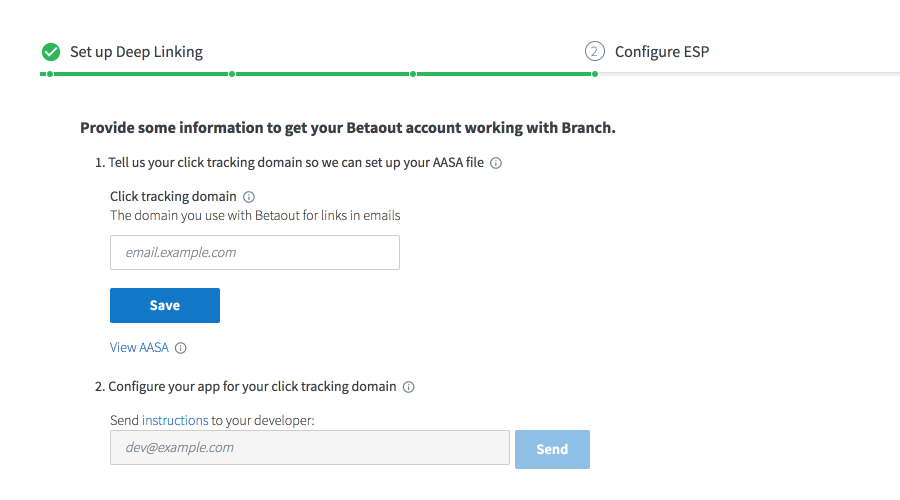 Set up Deep Linking
2 Configure ESP
Provide some information to get your Betaout account working with Branch.
1. Tell us your click tracking domain so we can set up your AASA file
Click tracking domain
The domain you use with Betaout for links in emails
email.example.com
Save
View AASA
2. Configure your app for your click tracking domain
Send instructions to your developer:
dev@example.com
Send